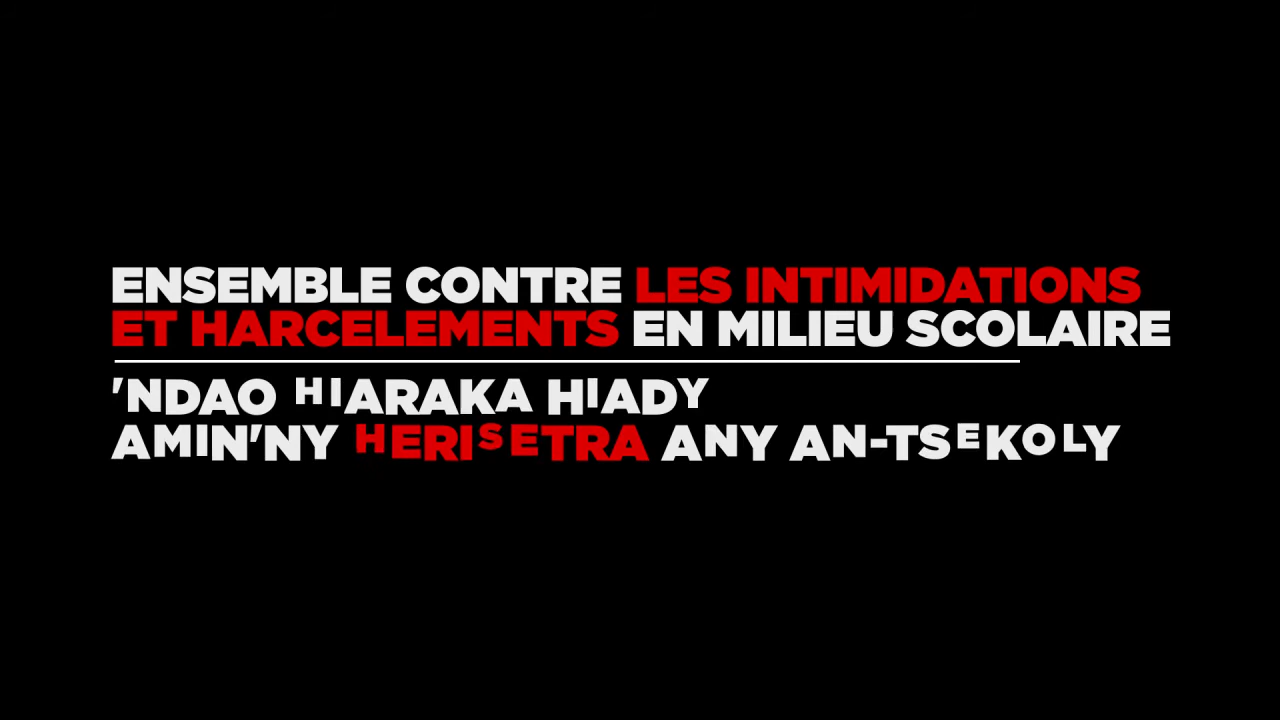 ENSEMBLE CONTRE LES INTIMIDATIONS
ET HARCELEMENTS EN MILIEU SCOLAIRE
'NDAO HIARAKA HIADY
AMIN'NY HERISETRA ANY AN-TSEKOLY